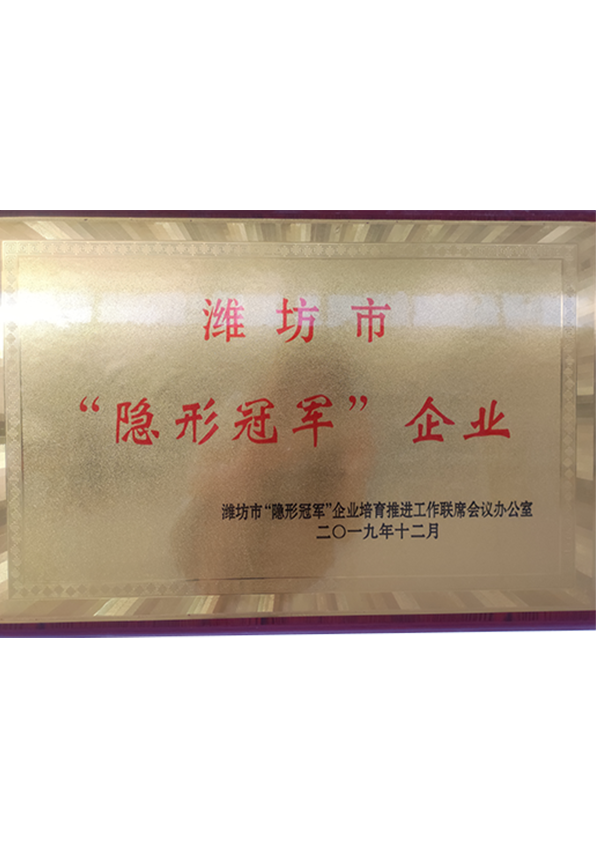 潍坊市
“隐形冠军”企业
潍坊市“隐形冠军”企业培育推进工作联席会议办公室
二〇一九年十二月